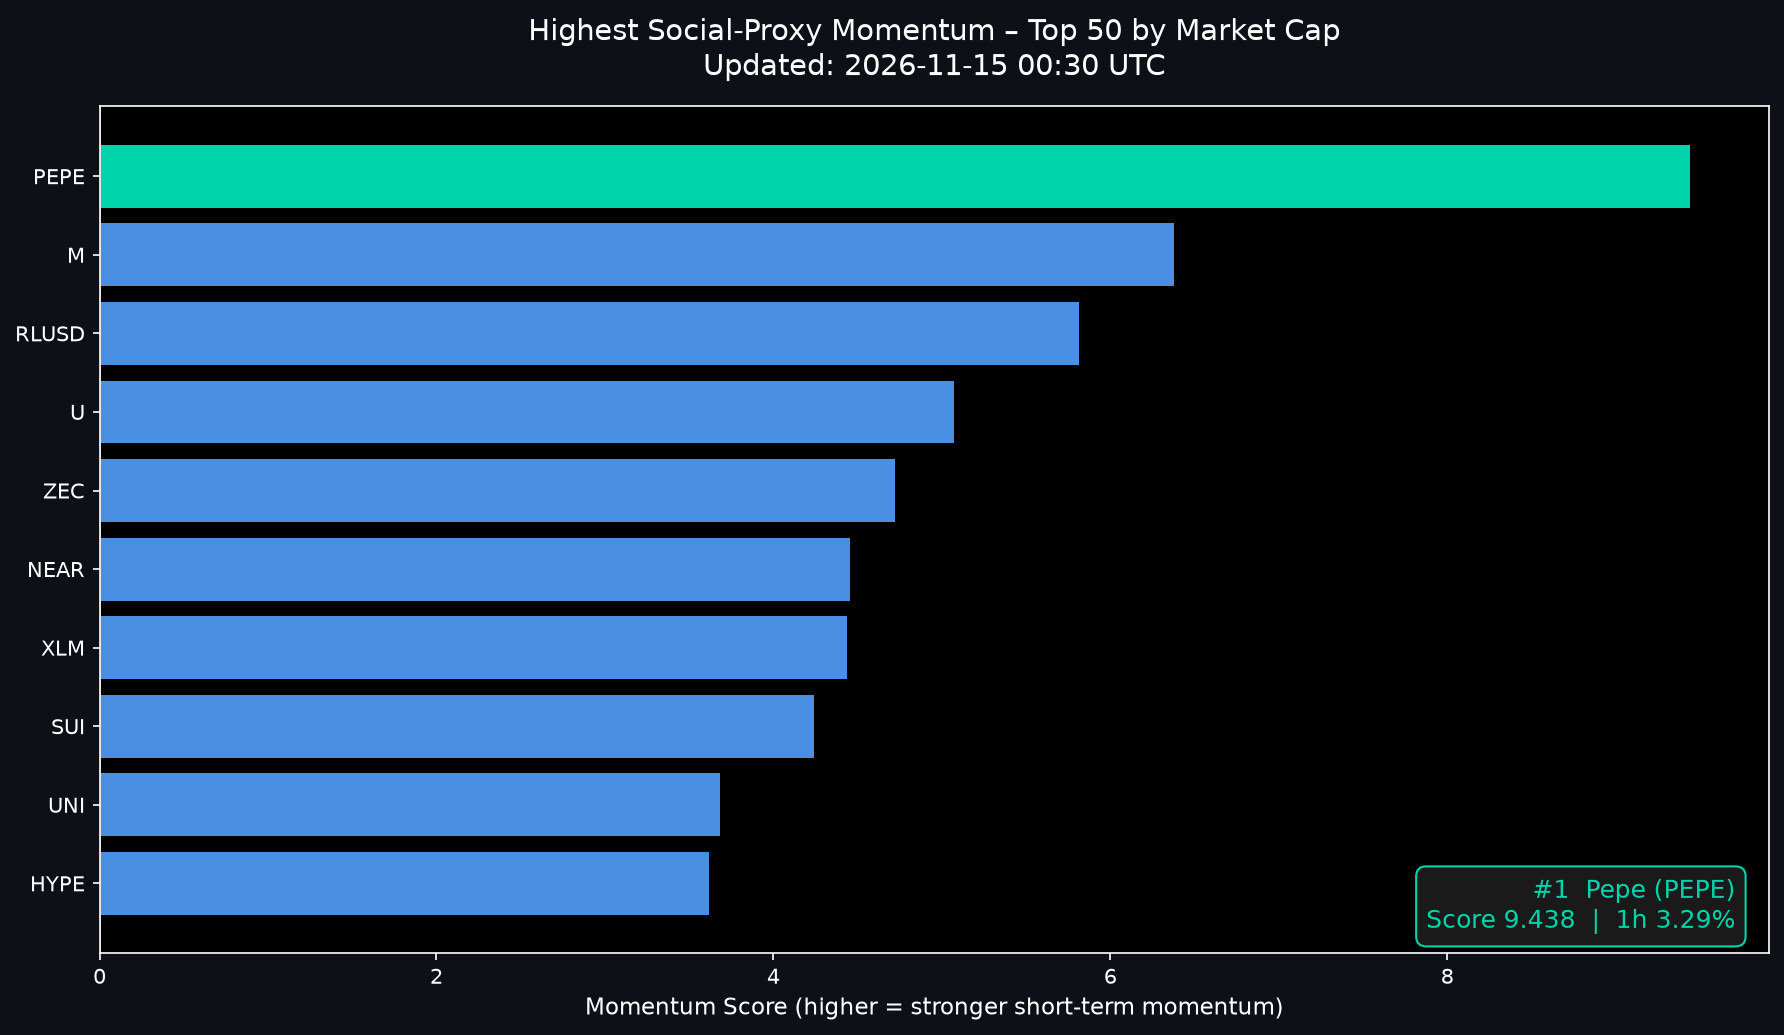 Highest Social-Proxy Momentum – Top 50 by Market Cap
Updated: 2026-11-15 00:30 UTC
PEPE
M
RLUSD
U
ZEC
NEAR
XLM
SUI
UNI
HYPE
#1  Pepe (PEPE)
Score 9.438  |  1h 3.29%
0 2 4 6 8
Momentum Score (higher = stronger short-term momentum)